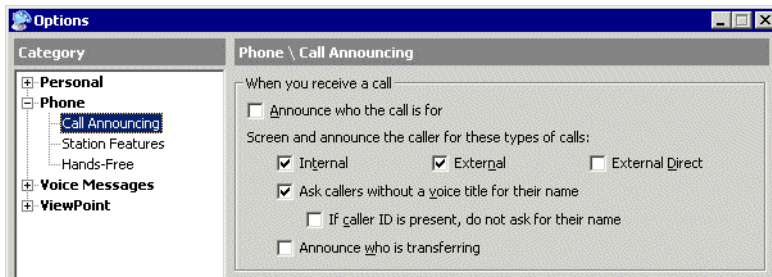 Options
Category
Phone \ Call Announcing
Personal
Phone
Call Announcing
Station Features
Hands-Free
Voice Messages
ViewPoint
When you receive a call
Announce who the call is for
Screen and announce the caller for these types of calls:
Internal External External Direct
Ask callers without a voice title for their name
If caller ID is present, do not ask for their name
Announce who is transferring